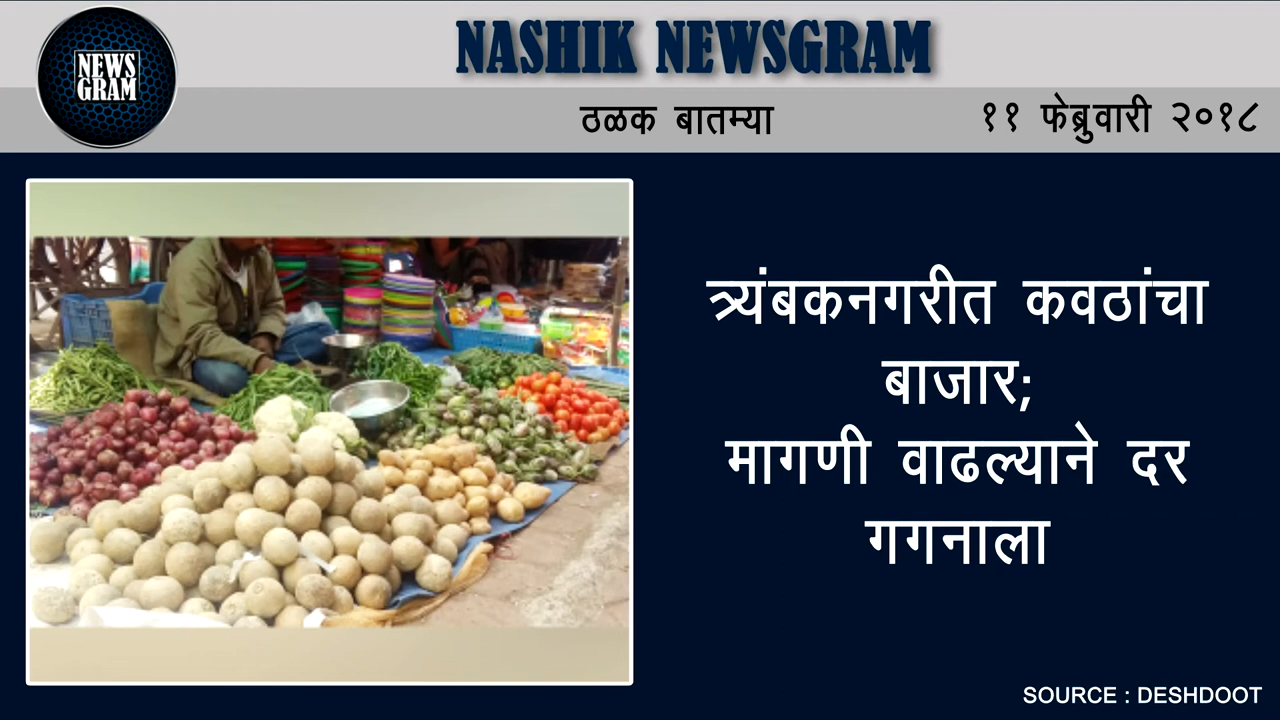 NEWS
GRAM
NASHIK NEWSGRAM
ठळक बातम्या
११ फेब्रुवारी २०१८
त्र्यंबकनगरीत कवठांचा
बाजार;
मागणी वाढल्याने दर
गगनाला
SOURCE : DESHDOOT